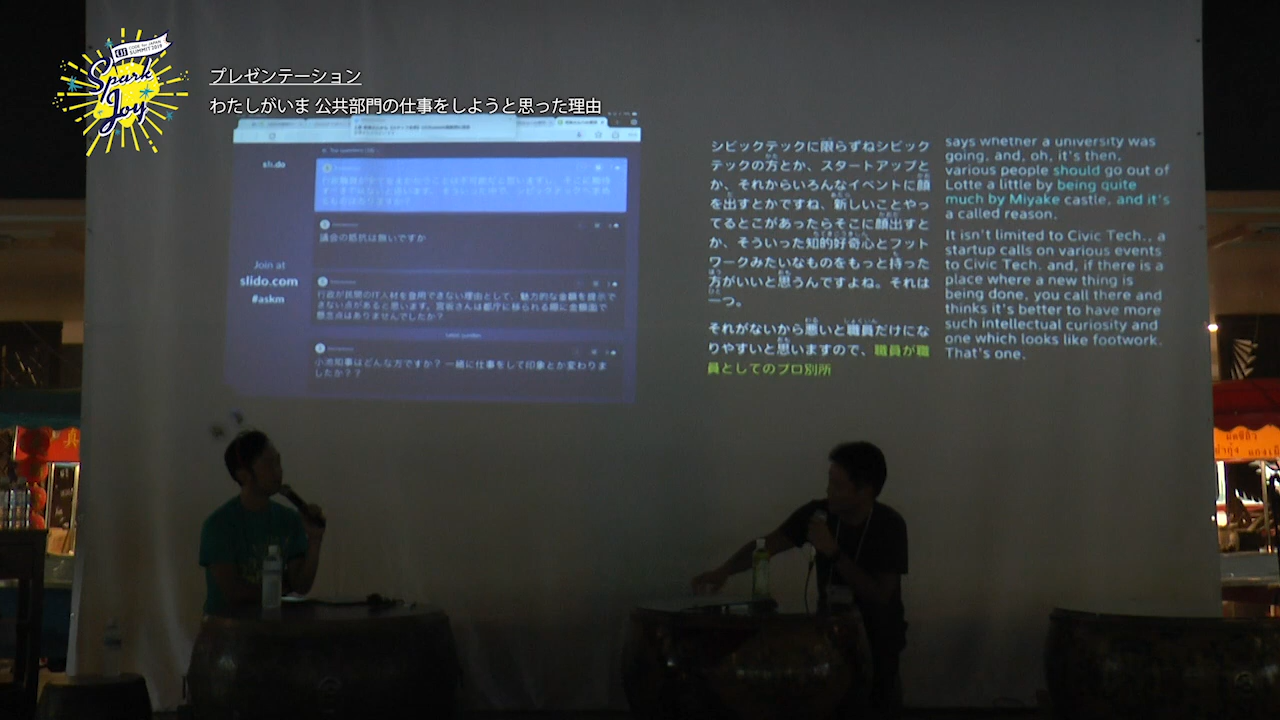 CODE for JAPAN
SUMMIT 2019
Spark
Joy
プレゼンテーション
わたしがいま 公共部門の仕事をしようと思った理由
sli.do
Join at
slido.com
#askm
議会の抵抗は無いですか
行政が民間のIT人材を登用できない理由として、魅力的な金額を提示で
きない点があると思います。宮坂さんは都庁に移られる際に金額面で
懸念点はありませんでしたか？
小池知事はどんな方ですか？ 一緒に仕事をして印象とか変わりま
したか？？
シビックテックに限らずねシビック
テックの方とか、スタートアップと
か、それからいろんなイベントに顔
を出すとかですね、新しいことやっ
てるとこがあったらそこに顔出すと
か、そういった知的好奇心とフット
ワークみたいなものをもっと持った
方がいいと思うんですよね。それは
一つ。
それがないから悪いと職員だけにな
りやすいと思いますので、職員が職
員としてのプロ別所
says whether a university was
going, and, oh, it's then,
various people should go out of
Lotte a little by being quite
much by Miyake castle, and it's
a called reason.
It isn't limited to Civic Tech., a
startup calls on various events
to Civic Tech. and, if there is a
place where a new thing is
being done, you call there and
thinks it's better to have more
such intellectual curiosity and
one which looks like footwork.
That's one.